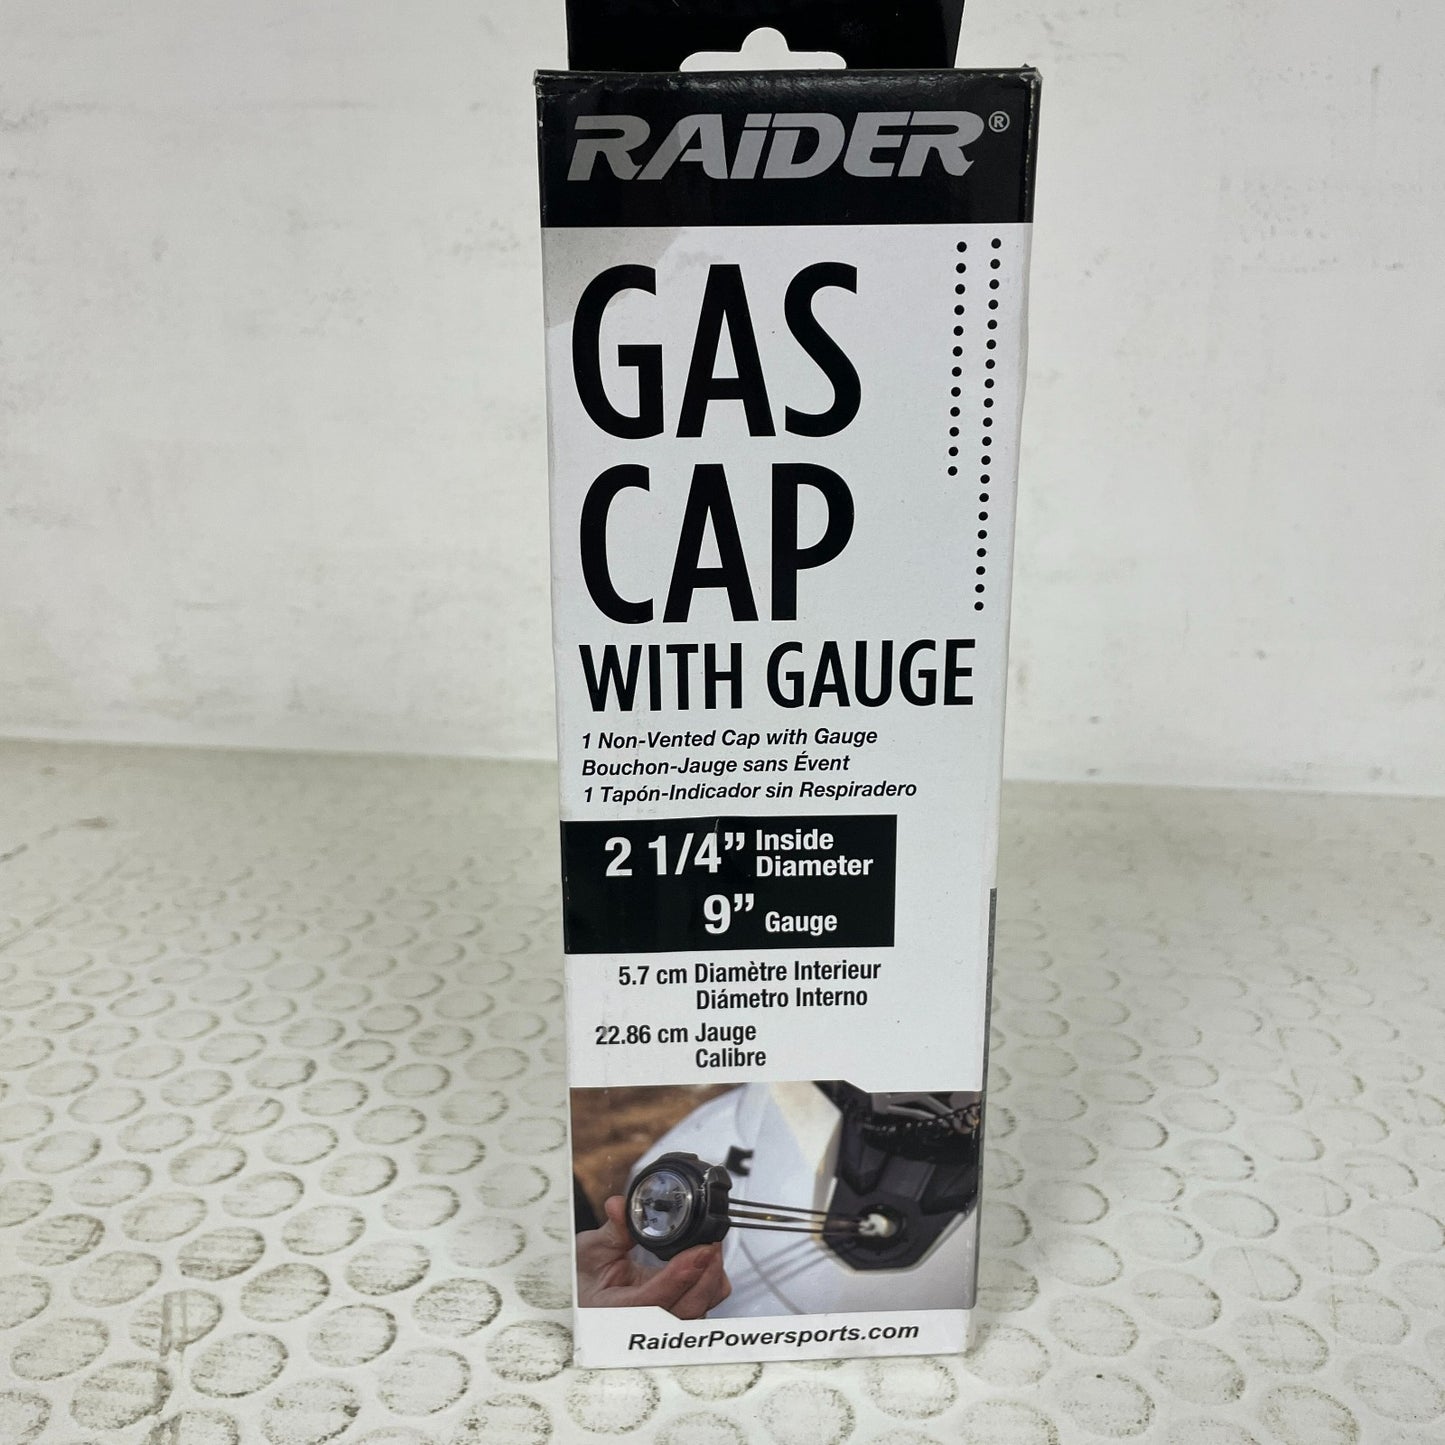 RAiDER®
GAS
CAP
WITH GAUGE
1 Non-Vented Cap with Gauge
Bouchon-Jauge sans Évent
1 Tapón-Indicador sin Respiradero
2 1/4” Inside
Diameter
9” Gauge
5.7 cm Diamètre Interieur
Diámetro Interno
22.86 cm Jauge
Calibre
RaiderPowersports.com